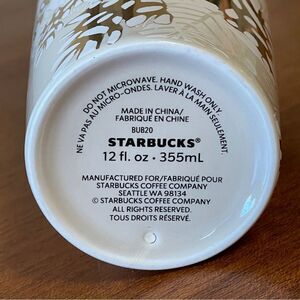 DO NOT MICROWAVE. HAND WASH ONLY
NE VA PAS AU MICRO-ONDES. LAVER À LA MAIN SEULEMENT.
MADE IN CHINA/
FABRIQUÉ EN CHINE
BUB20
STARBUCKS®
12 fl. oz · 355mL
MANUFACTURED FOR/FABRIQUÉ POUR
STARBUCKS COFFEE COMPANY
SEATTLE WA 98134
© STARBUCKS COFFEE COMPANY
ALL RIGHTS RESERVED.
TOUS DROITS RÉSERVÉ.